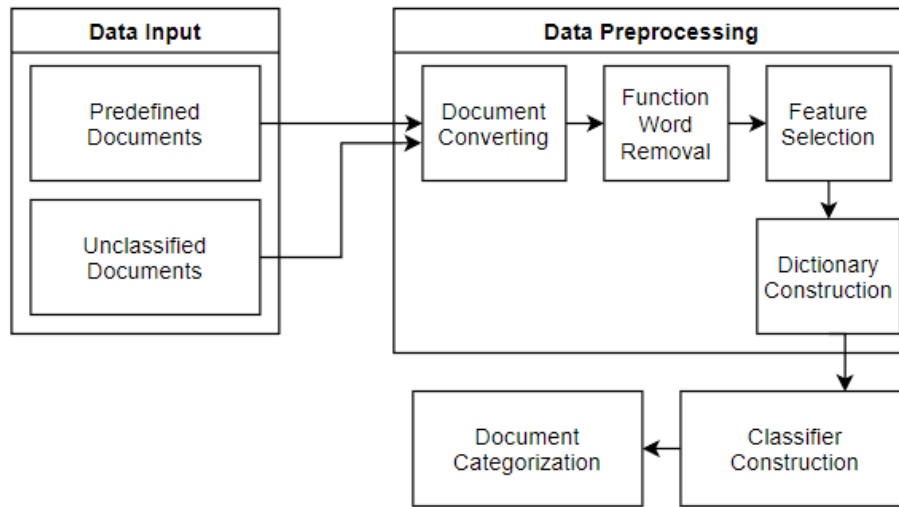 Data Input
Predefined
Documents
Unclassified
Documents
Data Preprocessing
Document
Converting
Function
Word
Removal
Feature
Selection
Dictionary
Construction
Classifier
Construction
Document
Categorization